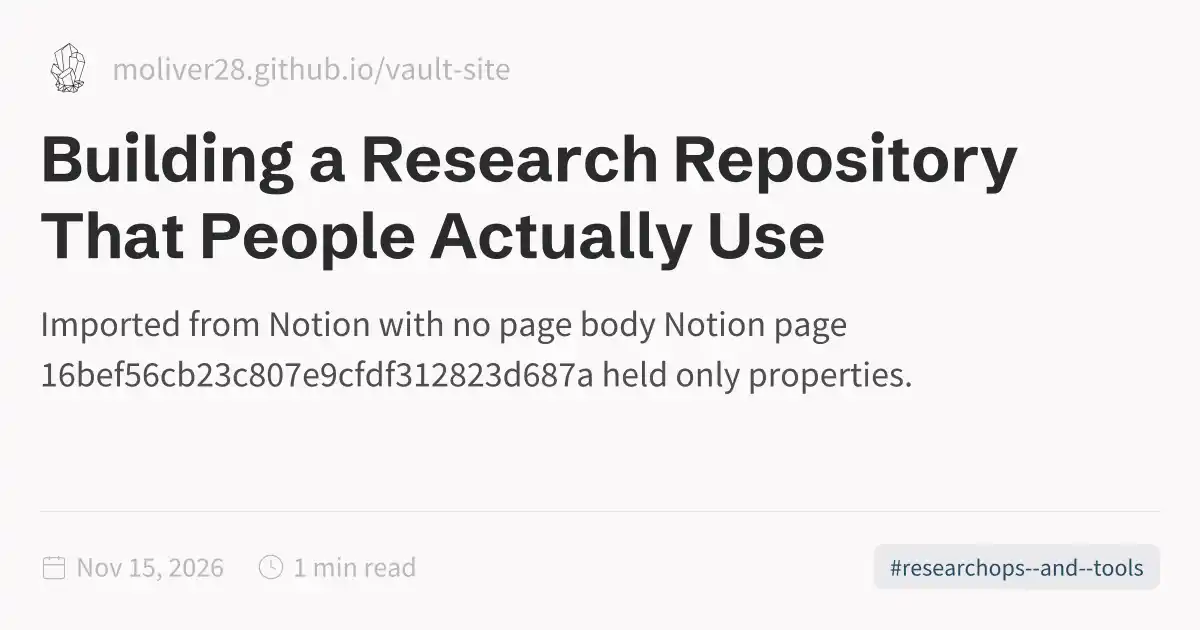 moliver28.github.io/vault-site
Building a Research Repository
That People Actually Use
Imported from Notion with no page body Notion page
16bef56cb23c807e9cfdf312823d687a held only properties.
Nov 15, 2026
1 min read
#researchops--and--tools